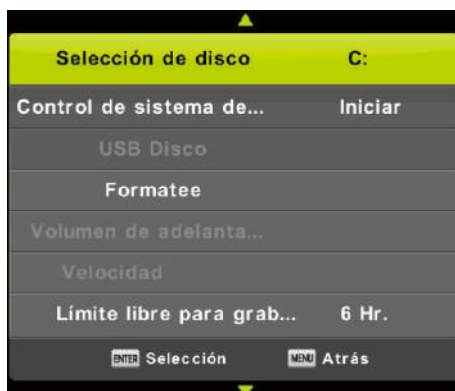 Selección de disco C:
Control de sistema de... Iniciar
USB Disco
Formatee
Volumen de adelanta...
Velocidad
Límite libre para grab... 6 Hr.
ENTER Selección MENU Atrás